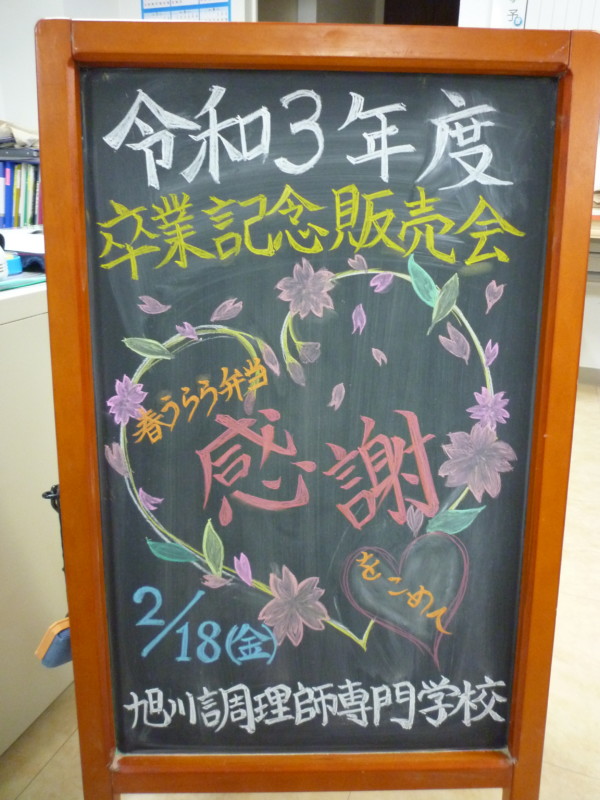 令和3年度
卒業記念販売会
春うらら弁当
感謝
をこめて
2/18(金)
旭川調理師専門学校